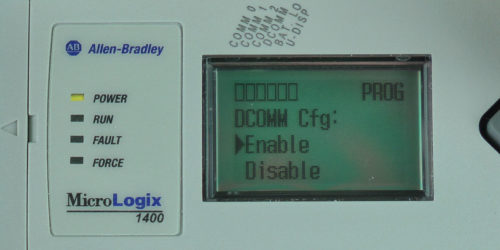 COMM 0
COMM 1
COMM 2
DCOMM
BAT. LO
U-DISP
AB Allen-Bradley
POWER
RUN
FAULT
FORCE
MicroLogix
1400
PROG
DCOMM Cfg:
Enable
Disable